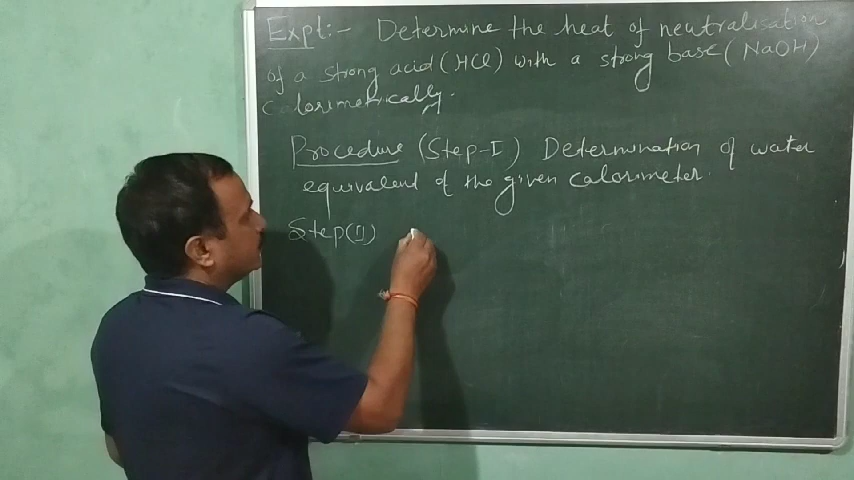 Expt:- Determine the heat of neutralisation
of a strong acid (HCl) with a strong base (NaOH)
Calorimetrically.
Procedure (Step-I) Determination of water
equivalent of the given Calorimeter.
Step(II)